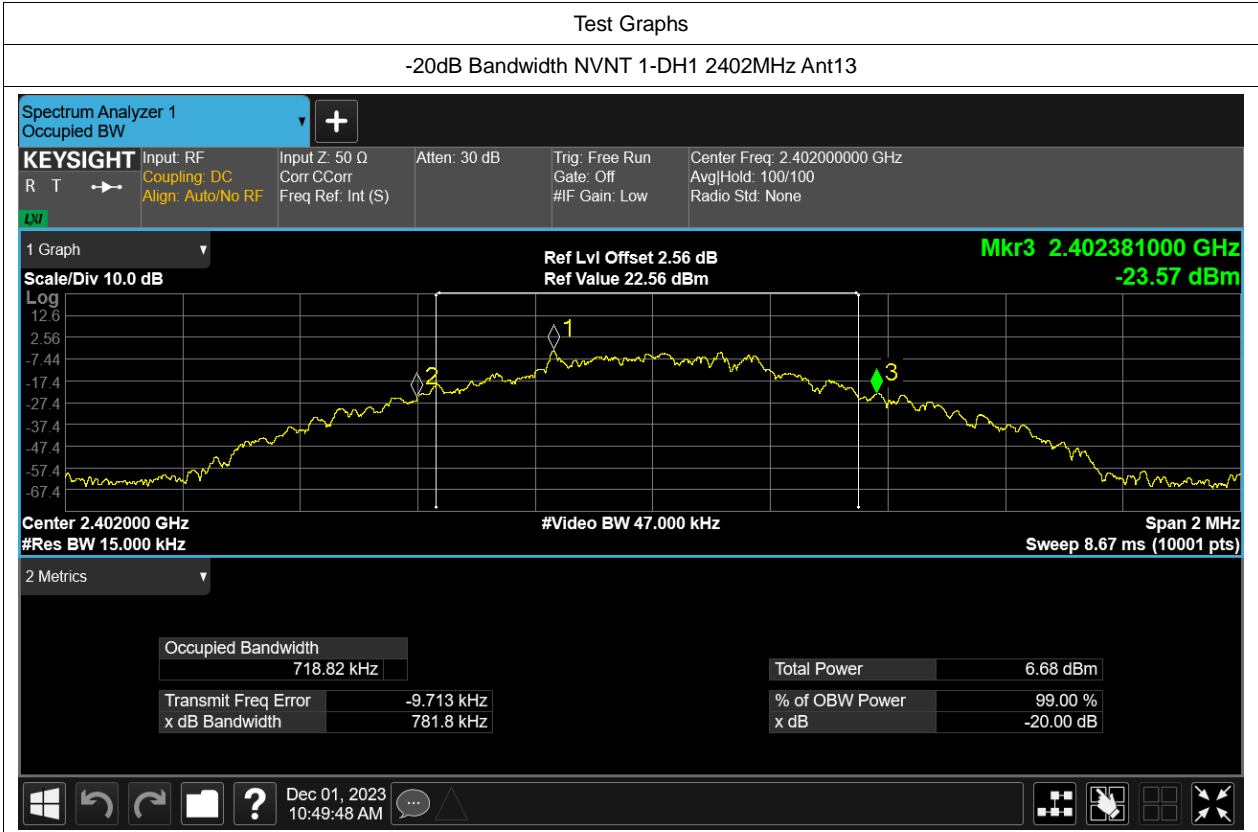 Test Graphs
-20dB Bandwidth NVNT 1-DH1 2402MHz Ant13
Spectrum Analyzer 1
Occupied BW
KEYSIGHT Input: RF Input Z: 50 Ω Atten: 30 dB Trig: Free Run Center Freq: 2.402000000 GHz
R T Coupling: DC Corr CCorr Gate: Off Avg|Hold: 100/100
Align: Auto/No RF Freq Ref: Int (S) #IF Gain: Low Radio Std: None
LXI
1 Graph Ref Lvl Offset 2.56 dB Mkr3 2.402381000 GHz
Scale/Div 10.0 dB Ref Value 22.56 dBm -23.57 dBm
Log
12.6
2.56
-7.44
-17.4
-27.4
-37.4
-47.4
-57.4
-67.4
1
2
3
Center 2.402000 GHz #Video BW 47.000 kHz Span 2 MHz
#Res BW 15.000 kHz Sweep 8.67 ms (10001 pts)
2 Metrics
Occupied Bandwidth
718.82 kHz Total Power 6.68 dBm
Transmit Freq Error -9.713 kHz % of OBW Power 99.00 %
x dB Bandwidth 781.8 kHz x dB -20.00 dB
? Dec 01, 2023
10:49:48 AM